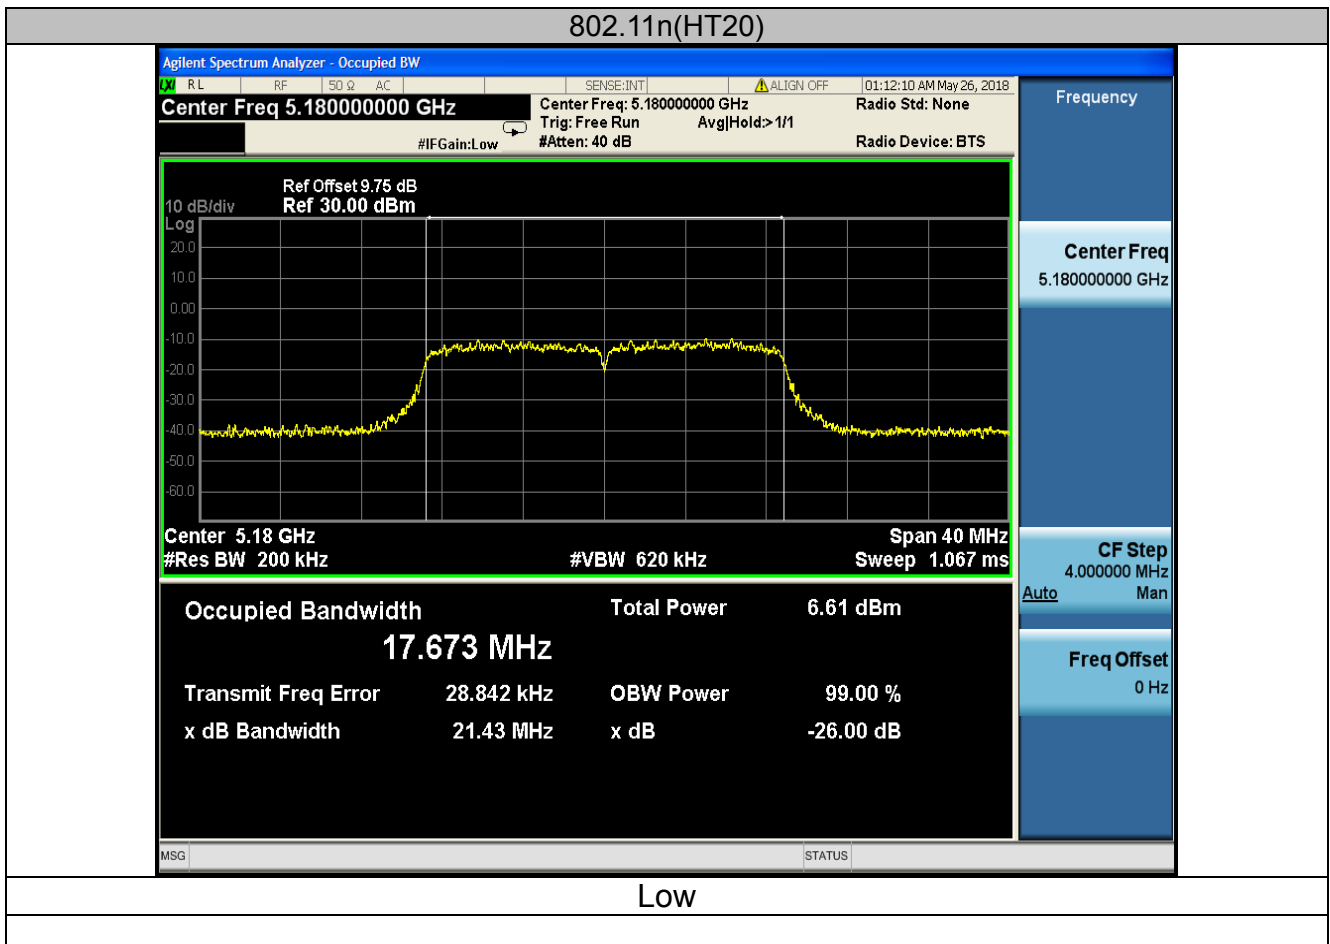 802.11n(HT20)
Agilent Spectrum Analyzer - Occupied BW
LXI RL RF 50 Ω AC SENSE:INT ALIGN OFF 01:12:10 AM May 26, 2018
Center Freq 5.180000000 GHz
Center Freq: 5.180000000 GHz
Radio Std: None
Trig: Free Run Avg|Hold:>1/1
#IFGain:Low
#Atten: 40 dB
Radio Device: BTS
Frequency
Ref Offset 9.75 dB
10 dB/div Ref 30.00 dBm
Log
20.0
10.0
0.00
-10.0
-20.0
-30.0
-40.0
-50.0
-60.0
Center 5.18 GHz Span 40 MHz
#Res BW 200 kHz #VBW 620 kHz Sweep 1.067 ms
Center Freq
5.180000000 GHz
CF Step
4.000000 MHz
Auto Man
Freq Offset
0 Hz
Occupied Bandwidth Total Power 6.61 dBm
17.673 MHz
Transmit Freq Error 28.842 kHz OBW Power 99.00 %
x dB Bandwidth 21.43 MHz x dB -26.00 dB
MSG STATUS
Low